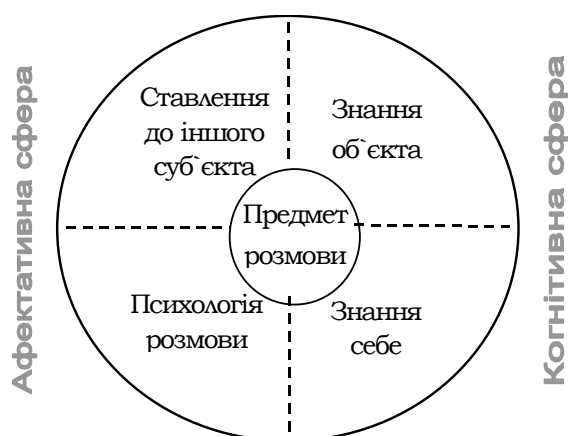 Афективна сфера
Ставлення
до іншого
суб`єкта
Знання
об`єкта
Предмет
розмови
Психологія
розмови
Знання
себе
Когнітивна сфера